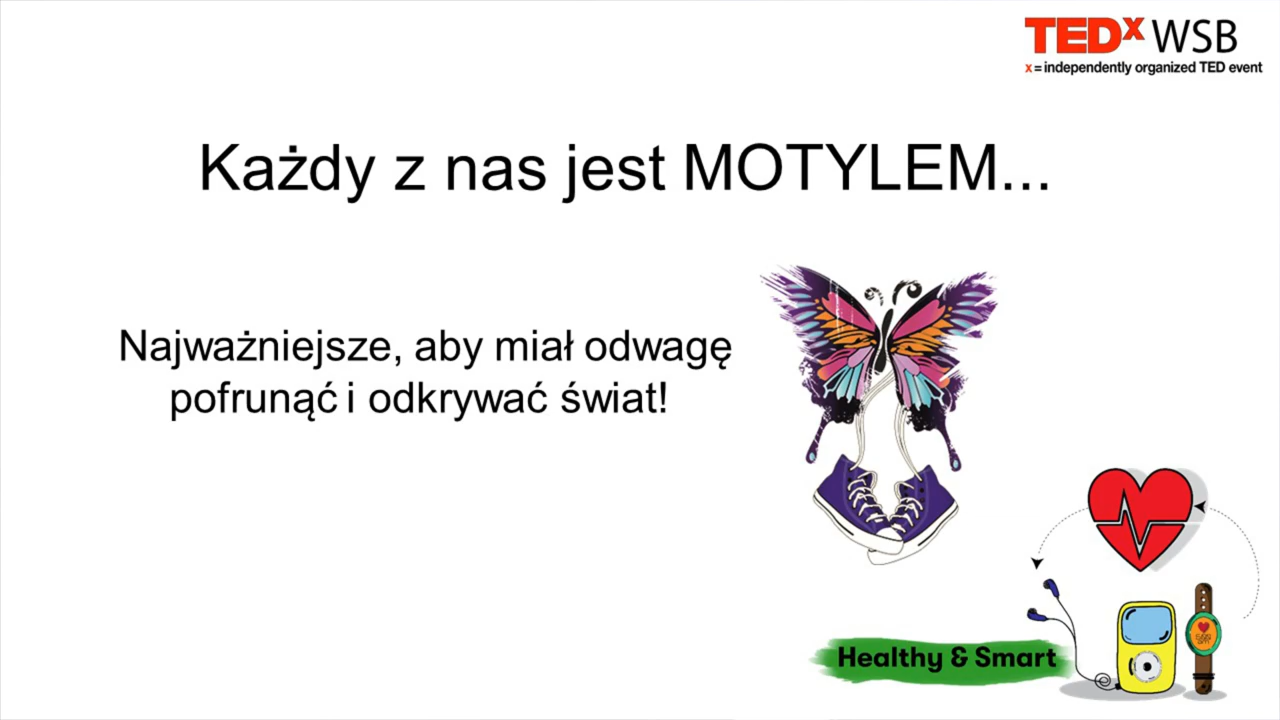 TEDx WSB
x = independently organized TED event
Każdy z nas jest MOTYLEM...
Najważniejsze, aby miał odwagę
pofrunąć i odkrywać świat!
Healthy & Smart